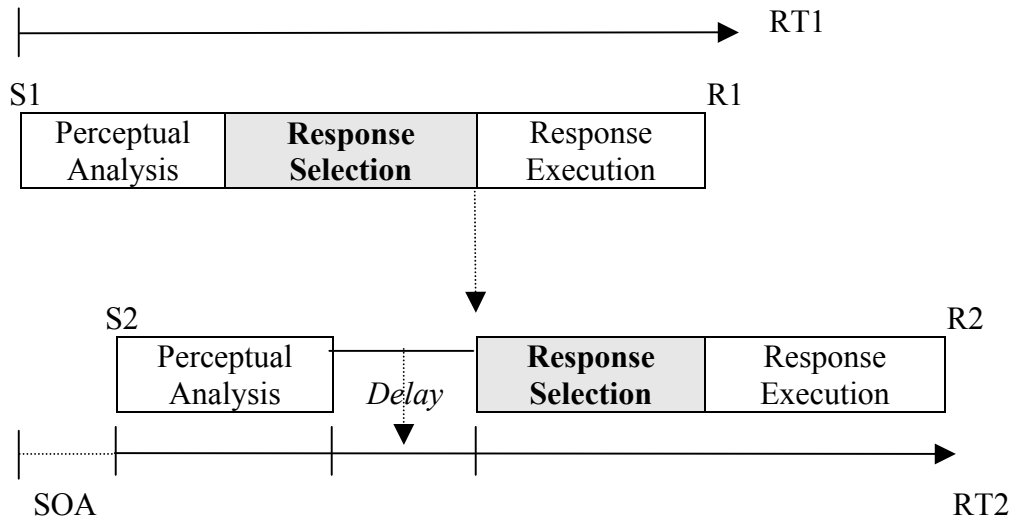 RT1
S1
R1
Perceptual
Analysis
Response
Selection
Response
Execution
S2
R2
Perceptual
Analysis
Delay
Response
Selection
Response
Execution
SOA
RT2